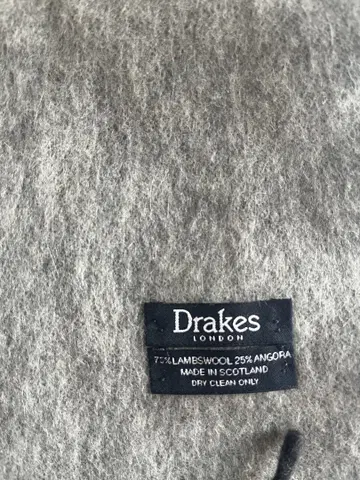 Drakes
LONDON
75% LAMBSWOOL 25% ANGORA
MADE IN SCOTLAND
DRY CLEAN ONLY